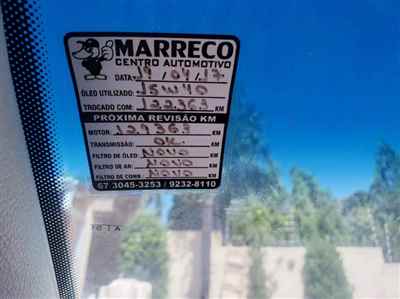 MARRECO
CENTRO AUTOMOTIVO
DATA: 19/04/17
ÓLEO UTILIZADO: 15W40
TROCADO COM: 122.363 KM
PRÓXIMA REVISÃO KM
MOTOR: 129363 KM
TRANSMISSÃO: OK. KM
FILTRO DE ÓLEO: NOVO KM
FILTRO DE AR: NOVO KM
FILTRO DE COMB: NOVO KM
67 3045-3253 / 9232-8110